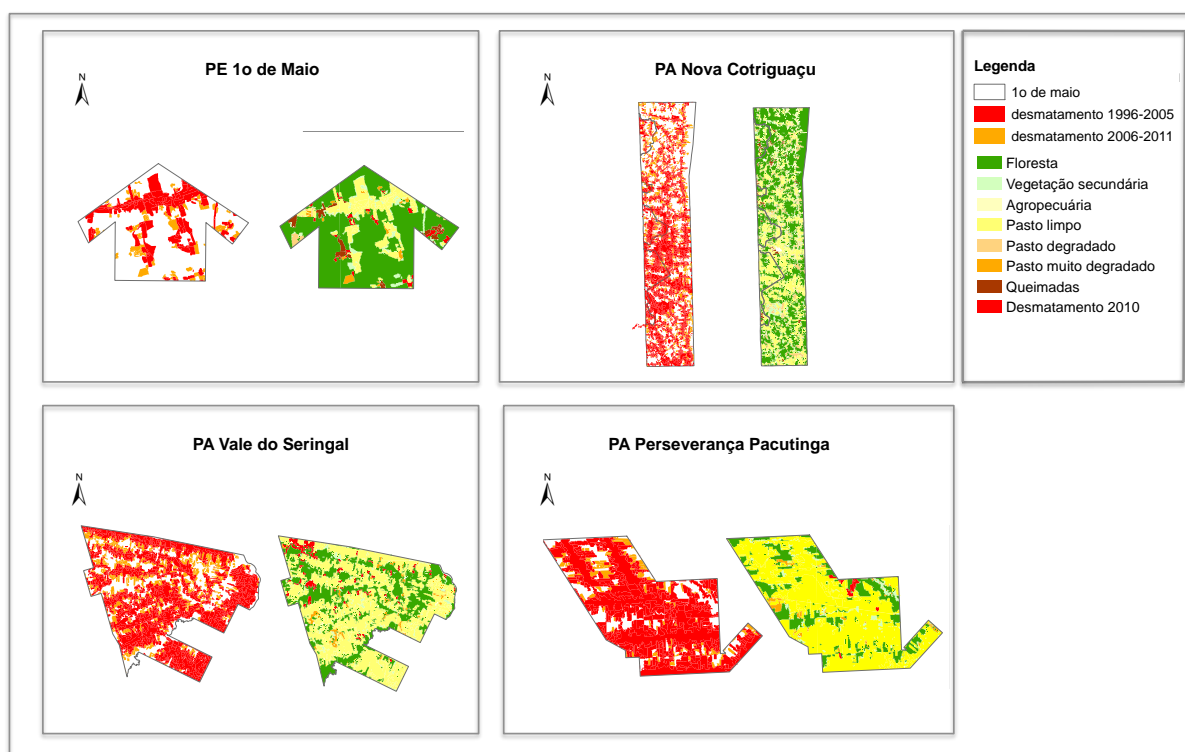 PE 1o de Maio
N
PA Nova Cotriguaçu
N
Legenda
1o de maio
desmatamento 1996-2005
desmatamento 2006-2011
Floresta
Vegetação secundária
Agropecuária
Pasto limpo
Pasto degradado
Pasto muito degradado
Queimadas
Desmatamento 2010
PA Vale do Seringal
N
PA Perseverança Pacutinga
N